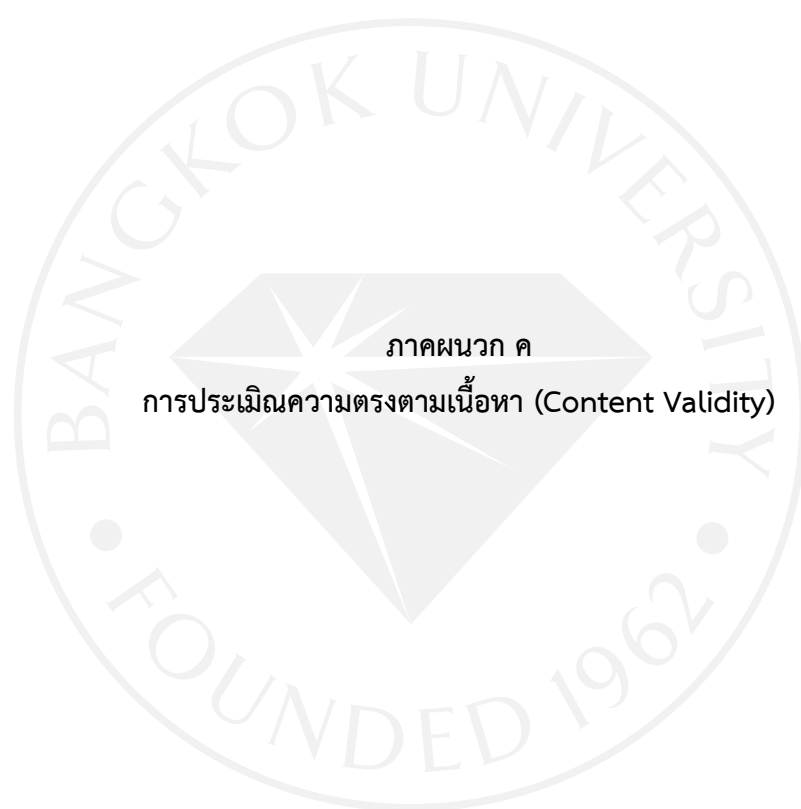 ภาคผนวก ค
การประเมิณความตรงตามเนื้อหา (Content Validity)
BANGKOK UNIVERSITY
FOUNDED 1962